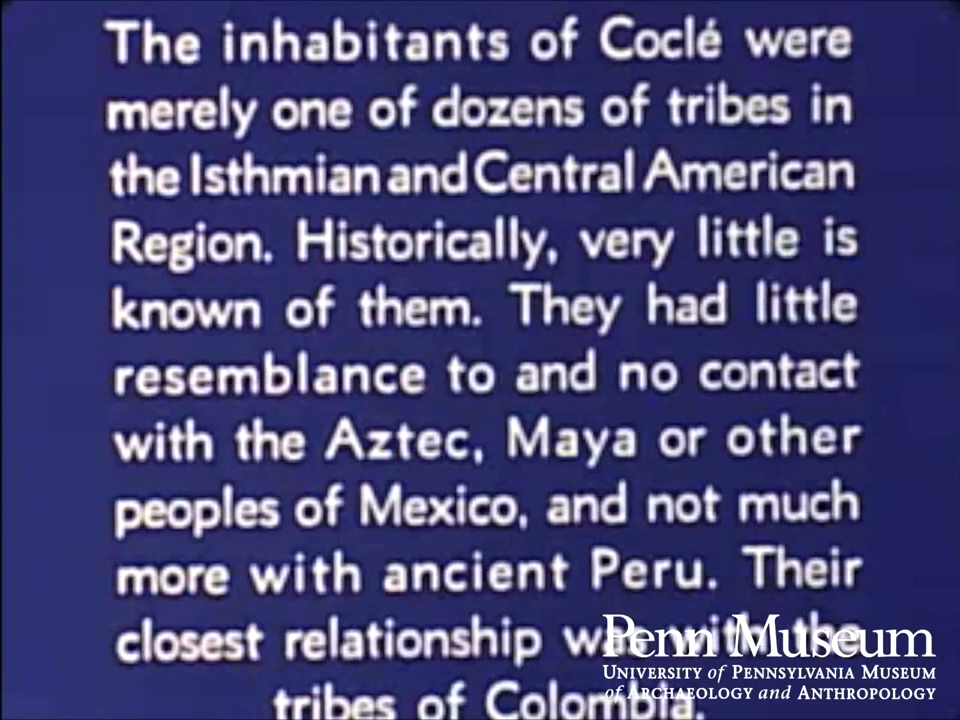 The inhabitants of Coclé were
merely one of dozens of tribes in
the Isthmian and Central American
Region. Historically, very little is
known of them. They had little
resemblance to and no contact
with the Aztec, Maya or other
peoples of Mexico, and not much
more with ancient Peru. Their
closest relationship was with the
tribes of Colombia.
Penn Museum
UNIVERSITY of PENNSYLVANIA MUSEUM
of ARCHAEOLOGY and ANTHROPOLOGY